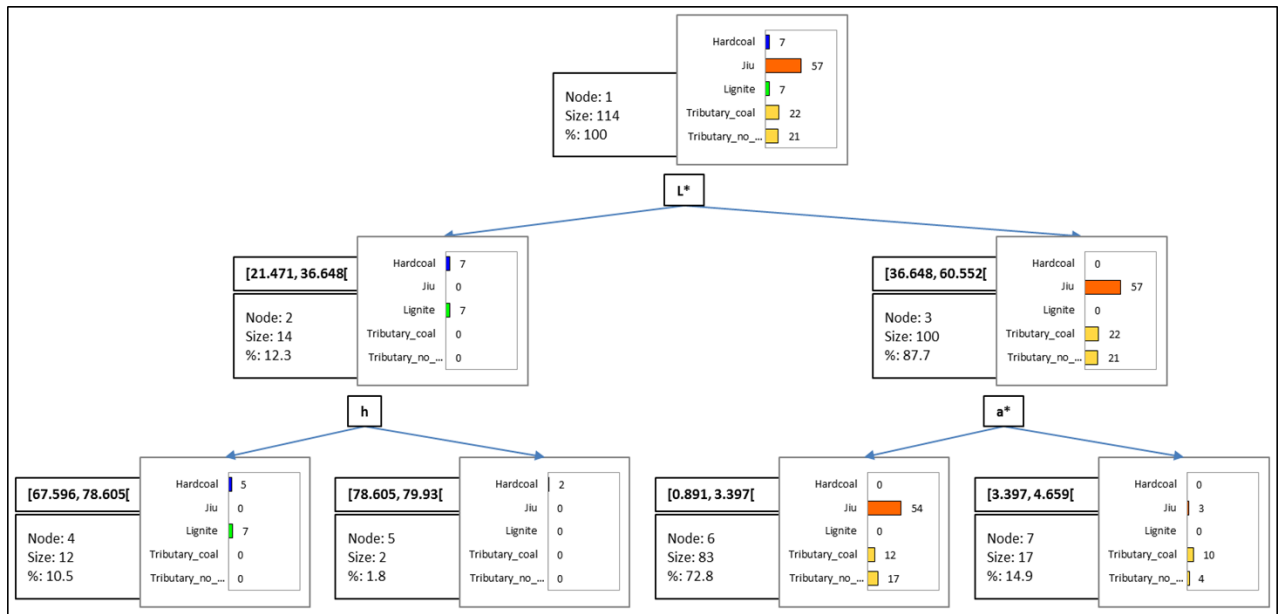 Hardcoal 7
Jiu 57
Lignite 7
Tributary_coal 22
Tributary_no_... 21
Node: 1
Size: 114
%: 100
L*
[21.471, 36.648[
Node: 2
Size: 14
%: 12.3
Hardcoal 7
Jiu 0
Lignite 7
Tributary_coal 0
Tributary_no_... 0
[36.648, 60.552[
Node: 3
Size: 100
%: 87.7
Hardcoal 0
Jiu 57
Lignite 0
Tributary_coal 22
Tributary_no_... 21
h
a*
[67.596, 78.605[
Node: 4
Size: 12
%: 10.5
Hardcoal 5
Jiu 0
Lignite 7
Tributary_coal 0
Tributary_no_... 0
[78.605, 79.93[
Node: 5
Size: 2
%: 1.8
Hardcoal 2
Jiu 0
Lignite 0
Tributary_coal 0
Tributary_no_... 0
[0.891, 3.397[
Node: 6
Size: 83
%: 72.8
Hardcoal 0
Jiu 54
Lignite 0
Tributary_coal 12
Tributary_no_... 17
[3.397, 4.659[
Node: 7
Size: 17
%: 14.9
Hardcoal 0
Jiu 3
Lignite 0
Tributary_coal 10
Tributary_no_... 4